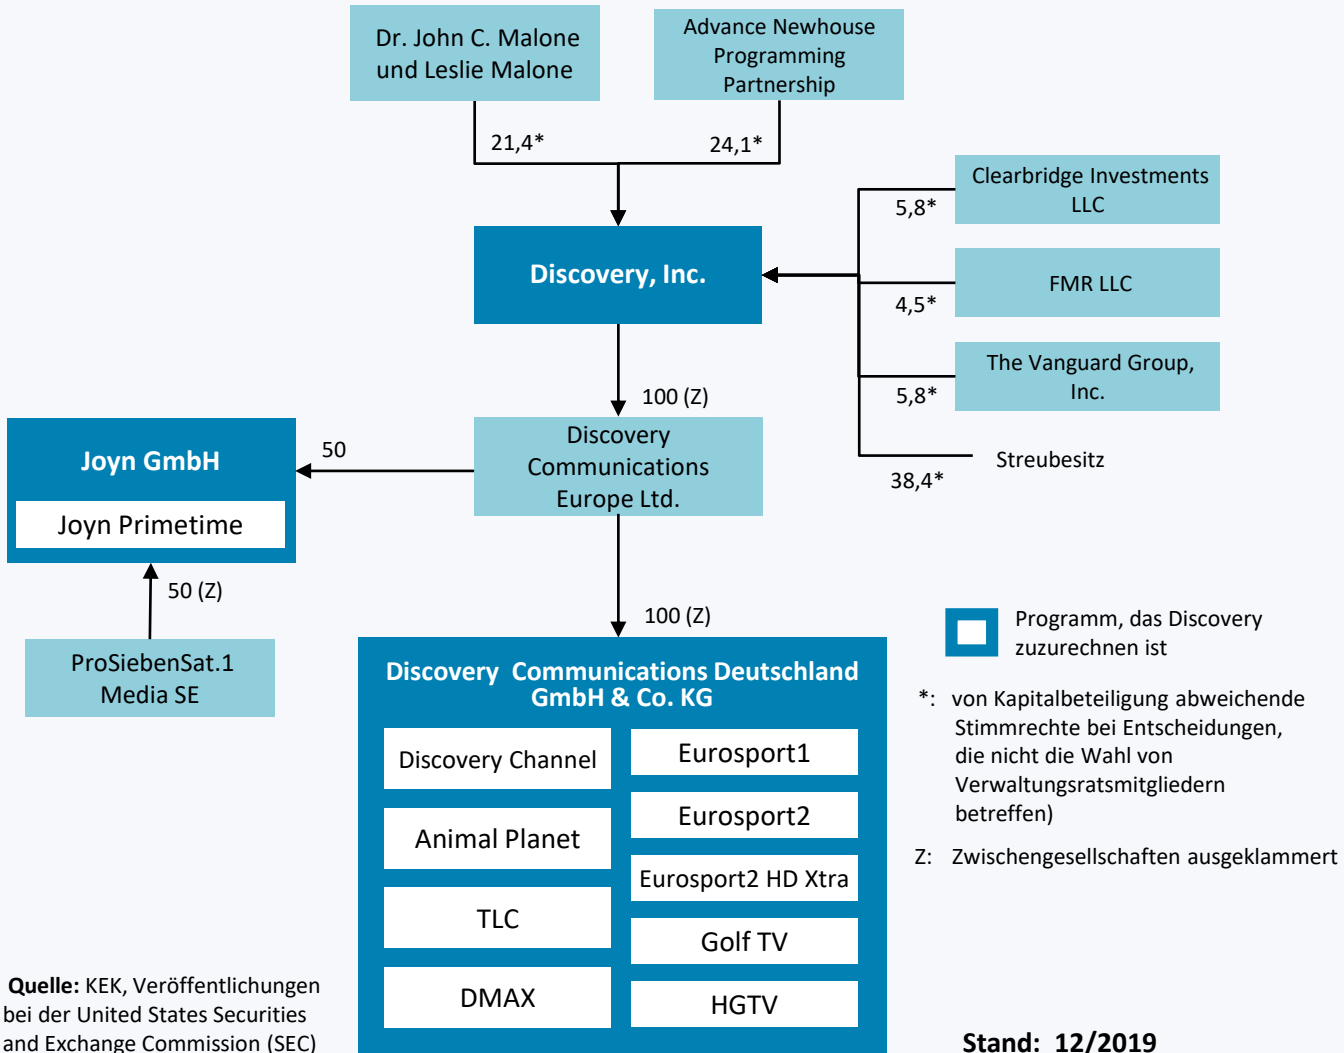 Dr. John C. Malone
und Leslie Malone
Advance Newhouse
Programming
Partnership
21,4*
24,1*
Clearbridge Investments
LLC
5,8*
Discovery, Inc.
FMR LLC
4,5*
The Vanguard Group,
Inc.
5,8*
Streubesitz
38,4*
100 (Z)
Discovery
Communications
Europe Ltd.
50
Joyn GmbH
Joyn Primetime
50 (Z)
ProSiebenSat.1
Media SE
100 (Z)
Discovery  Communications Deutschland
GmbH & Co. KG
Discovery Channel
Animal Planet
TLC
DMAX
Eurosport1
Eurosport2
Eurosport2 HD Xtra
Golf TV
HGTV
Programm, das Discovery
zuzurechnen ist
*: von Kapitalbeteiligung abweichende
Stimmrechte bei Entscheidungen,
die nicht die Wahl von
Verwaltungsratsmitgliedern
betreffen)
Z: Zwischengesellschaften ausgeklammert
Quelle: KEK, Veröffentlichungen
bei der United States Securities
and Exchange Commission (SEC)
Stand: 12/2019